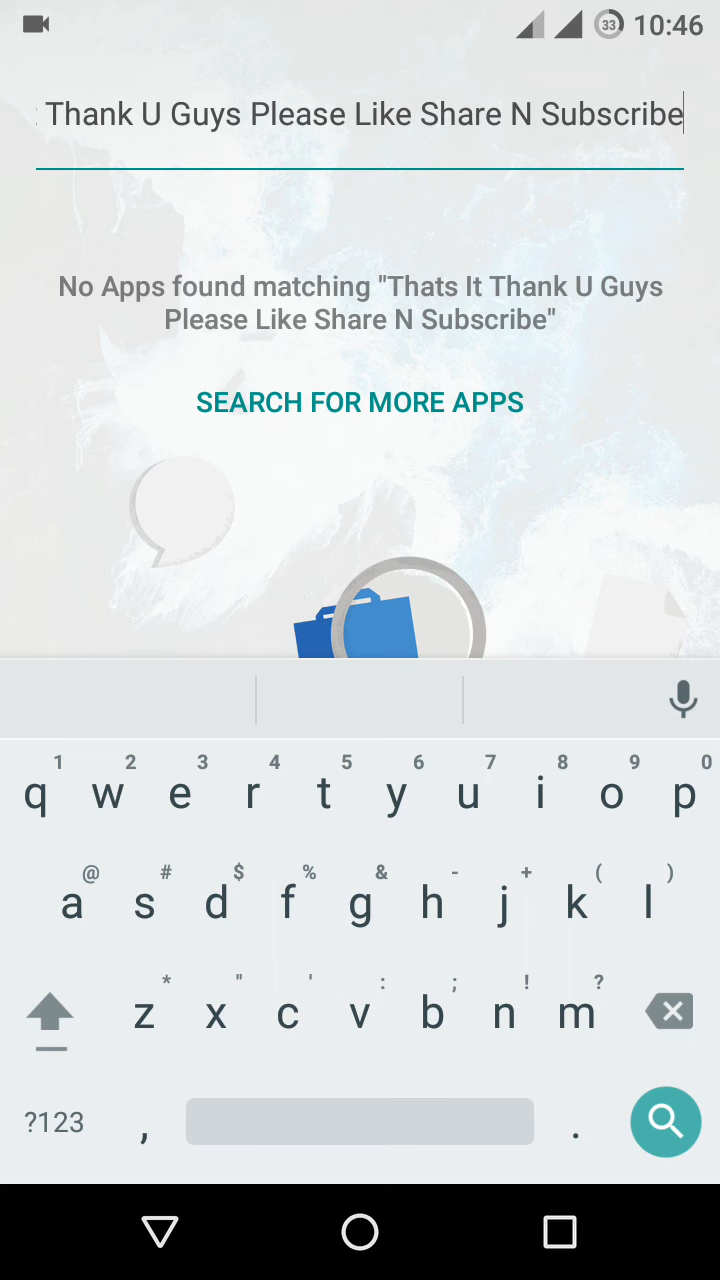 33 10:46
: Thank U Guys Please Like Share N Subscribe
No Apps found matching "Thats It Thank U Guys
Please Like Share N Subscribe"
SEARCH FOR MORE APPS
1 2 3 4 5 6 7 8 9 0
q w e r t y u i o p
@ # $ % & - + ( )
a s d f g h j k l
* " ' : ; ! ?
z x c v b n m
?123 , .